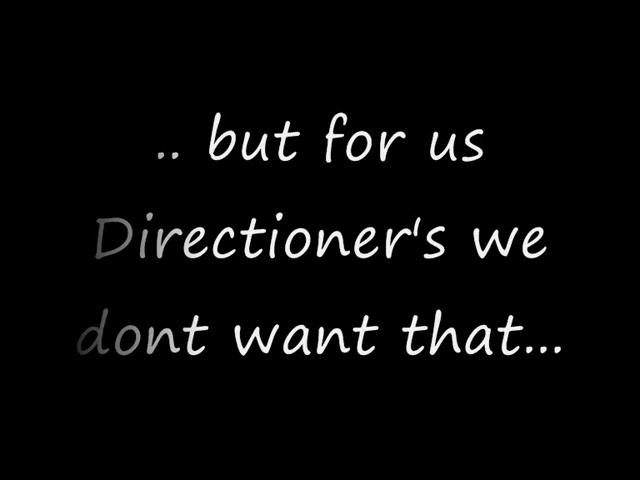 .. but for us
Directioner's we
dont want that...